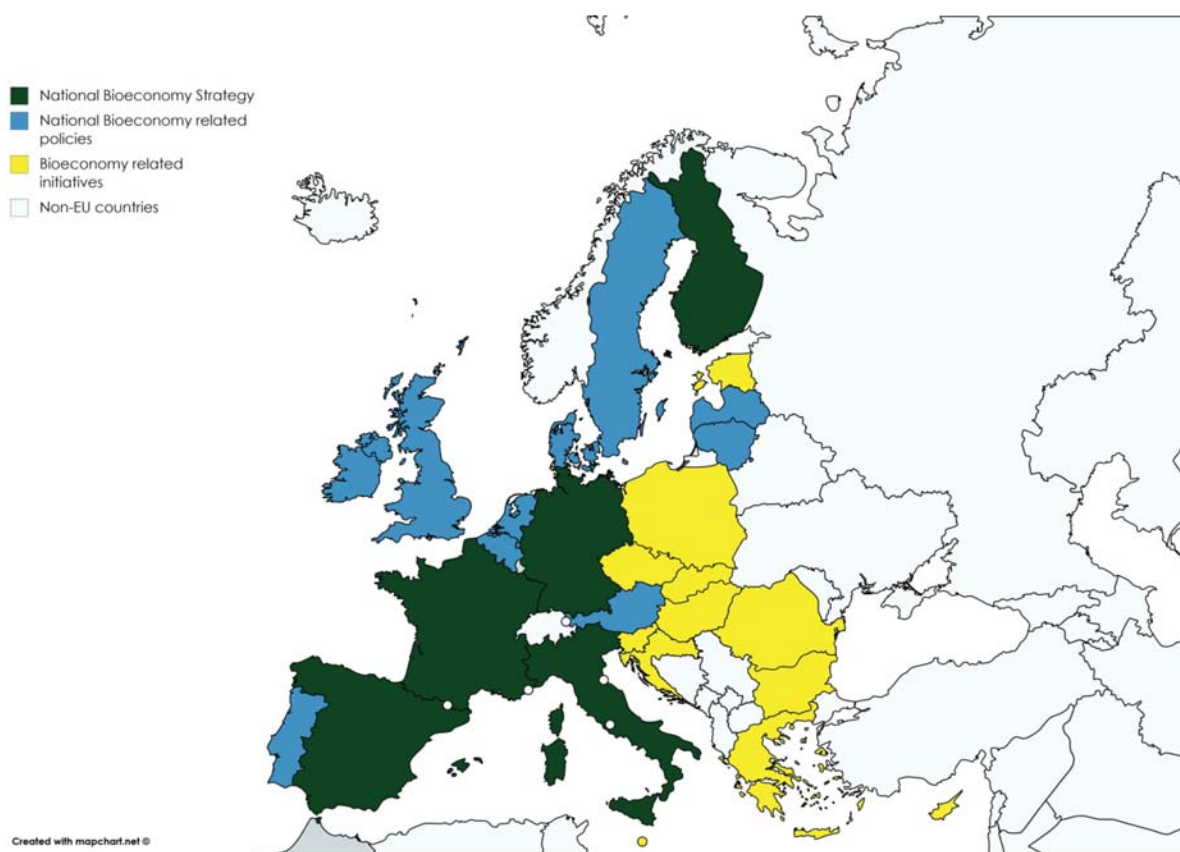 National Bioeconomy Strategy
National Bioeconomy related
policies
Bioeconomy related
initiatives
Non-EU countries
Created with mapchart.net ©